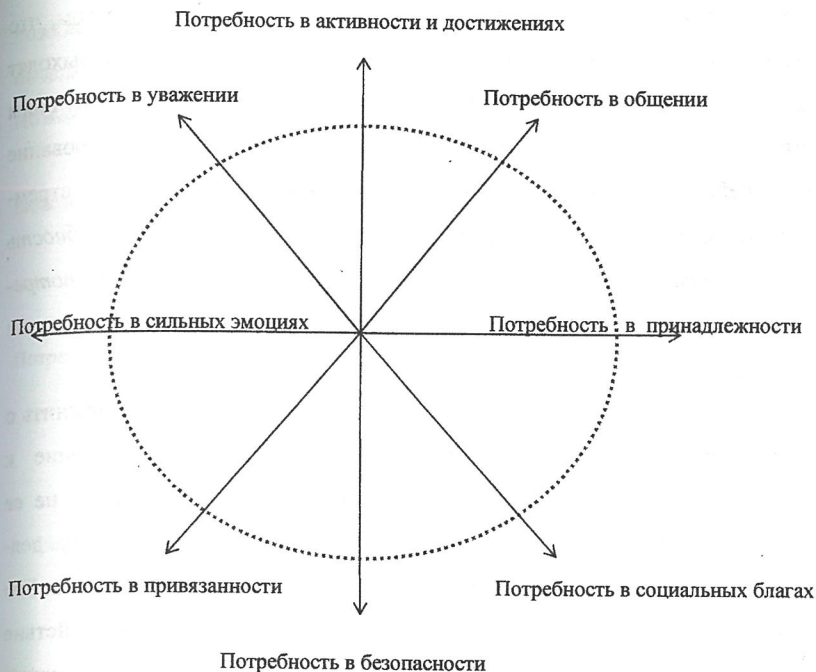 Потребность в активности и достижениях
Потребность в уважении
Потребность в общении
Потребность в сильных эмоциях
Потребность в принадлежности
Потребность в привязанности
Потребность в социальных благах
Потребность в безопасности